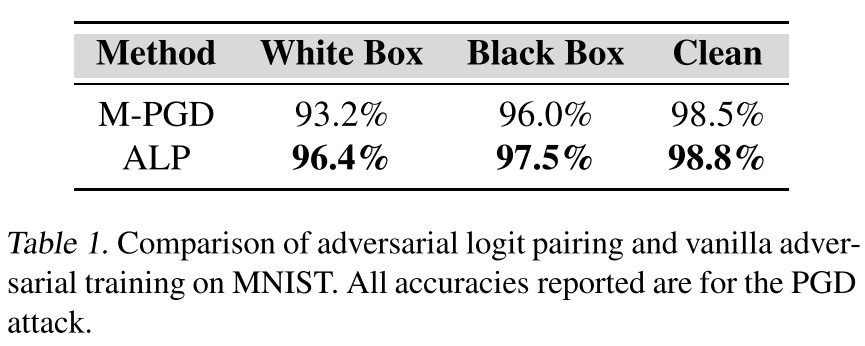 Method White Box Black Box Clean
M-PGD 93.2% 96.0% 98.5%
ALP 96.4% 97.5% 98.8%
Table 1. Comparison of adversarial logit pairing and vanilla adver-
sarial training on MNIST. All accuracies reported are for the PGD
attack.